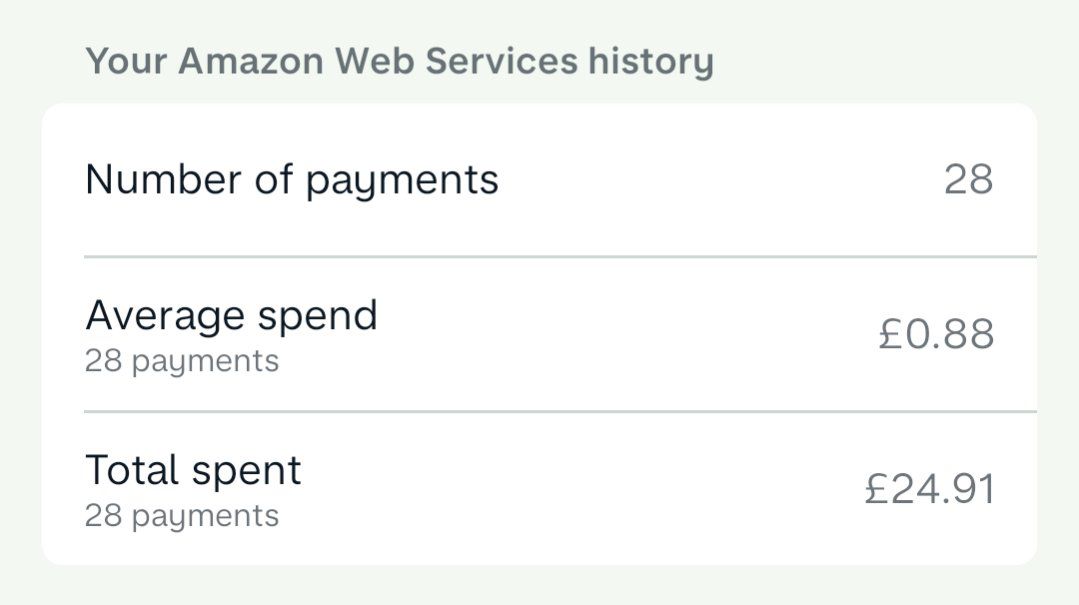 Your Amazon Web Services history
Number of payments 28
Average spend
28 payments £0.88
Total spent
28 payments £24.91